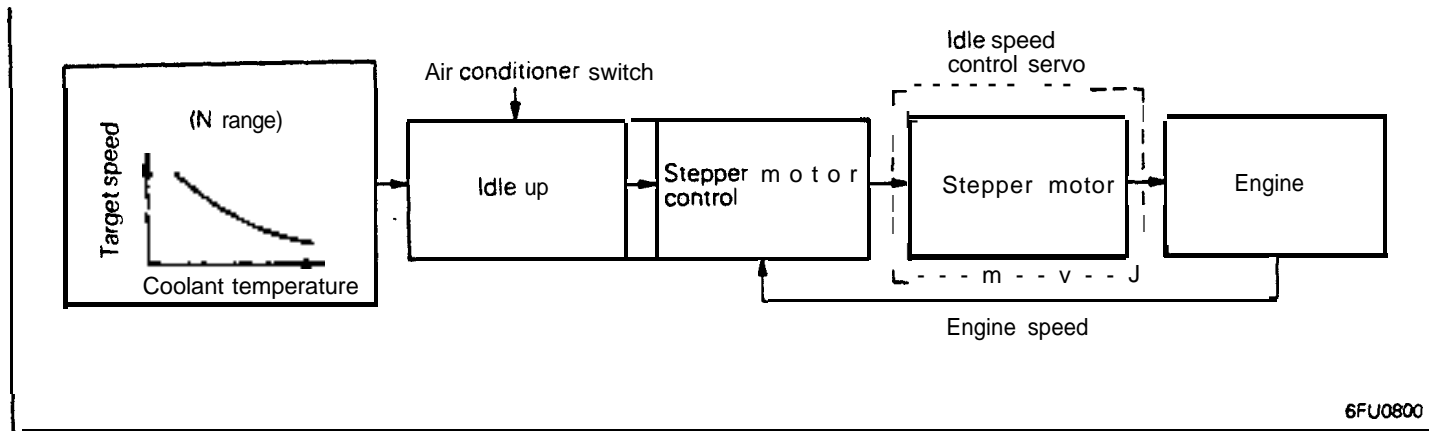 Idle speed
control servo
Air conditioner switch
(N range)
Target speed
Coolant temperature
Idle up
Stepper motor
control
Stepper motor
Engine
- - - m - - v - - J
Engine speed
6FU0800